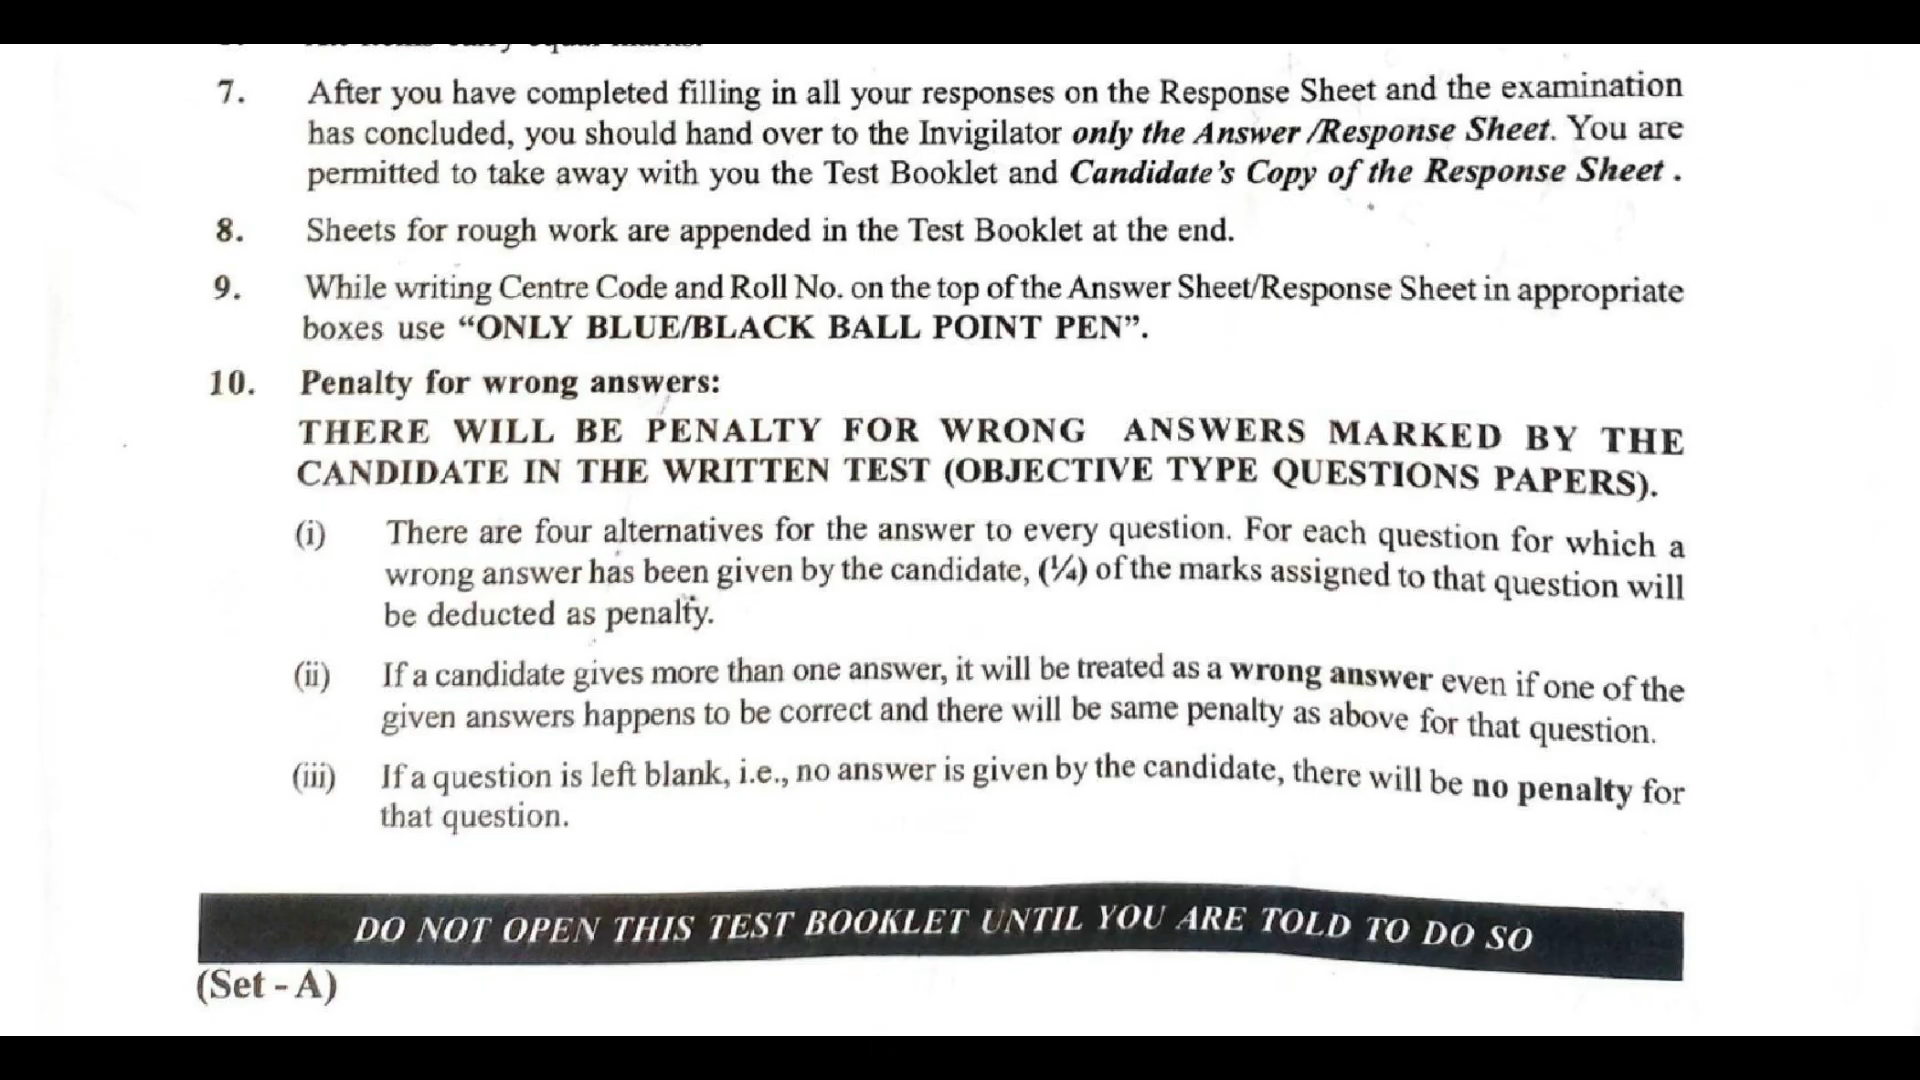 7. After you have completed filling in all your responses on the Response Sheet and the examination
has concluded, you should hand over to the Invigilator only the Answer /Response Sheet. You are
permitted to take away with you the Test Booklet and Candidate's Copy of the Response Sheet .
8. Sheets for rough work are appended in the Test Booklet at the end.
9. While writing Centre Code and Roll No. on the top of the Answer Sheet/Response Sheet in appropriate
boxes use “ONLY BLUE/BLACK BALL POINT PEN”.
10. Penalty for wrong answers:
THERE WILL BE PENALTY FOR WRONG ANSWERS MARKED BY THE
CANDIDATE IN THE WRITTEN TEST (OBJECTIVE TYPE QUESTIONS PAPERS).
(i) There are four alternatives for the answer to every question. For each question for which a
wrong answer has been given by the candidate, (¼) of the marks assigned to that question will
be deducted as penalty.
(ii) If a candidate gives more than one answer, it will be treated as a wrong answer even if one of the
given answers happens to be correct and there will be same penalty as above for that question.
(iii) If a question is left blank, i.e., no answer is given by the candidate, there will be no penalty for
that question.
DO NOT OPEN THIS TEST BOOKLET UNTIL YOU ARE TOLD TO DO SO
(Set - A)